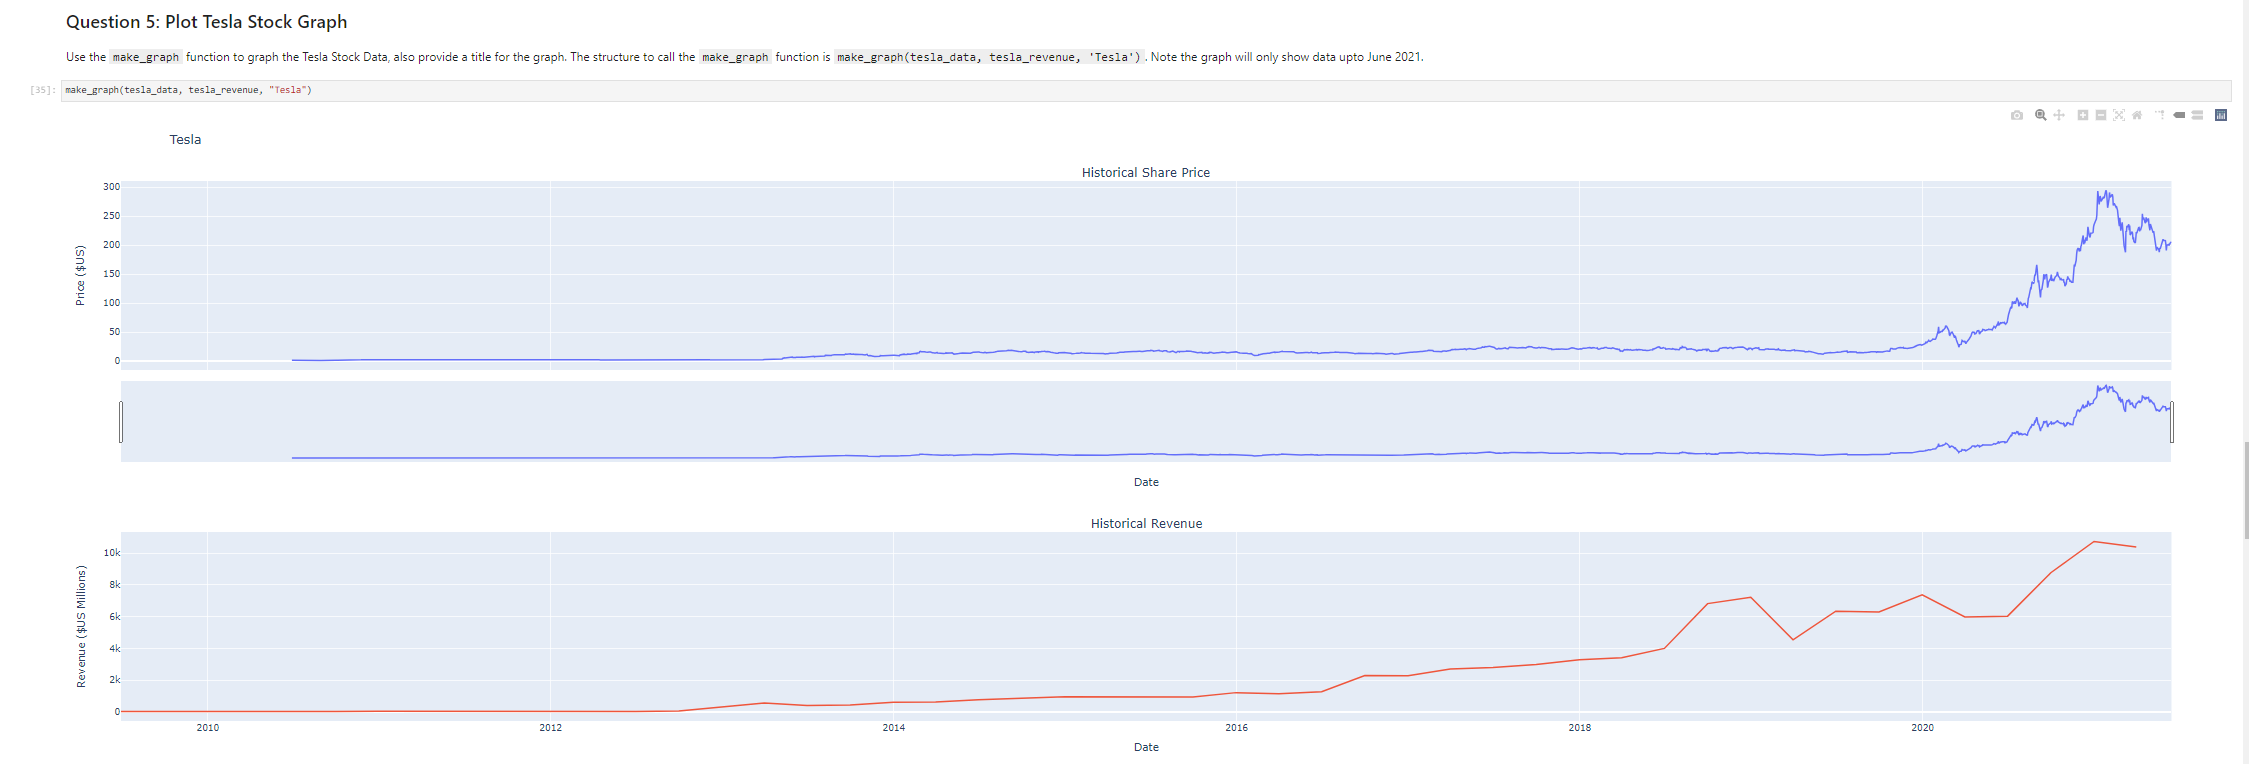 Question 5: Plot Tesla Stock Graph
Use the make_graph function to graph the Tesla Stock Data, also provide a title for the graph. The structure to call the make_graph function is make_graph(tesla_data, tesla_revenue, 'Tesla') . Note the graph will only show data upto June 2021.
[35]: make_graph(tesla_data, tesla_revenue, "Tesla")
Tesla
Historical Share Price
300
250
200
150
100
50
0
Price ($US)
Date
Historical Revenue
10k
8k
6k
4k
2k
0
Revenue ($US Millions)
2010 2012 2014 2016 2018 2020
Date